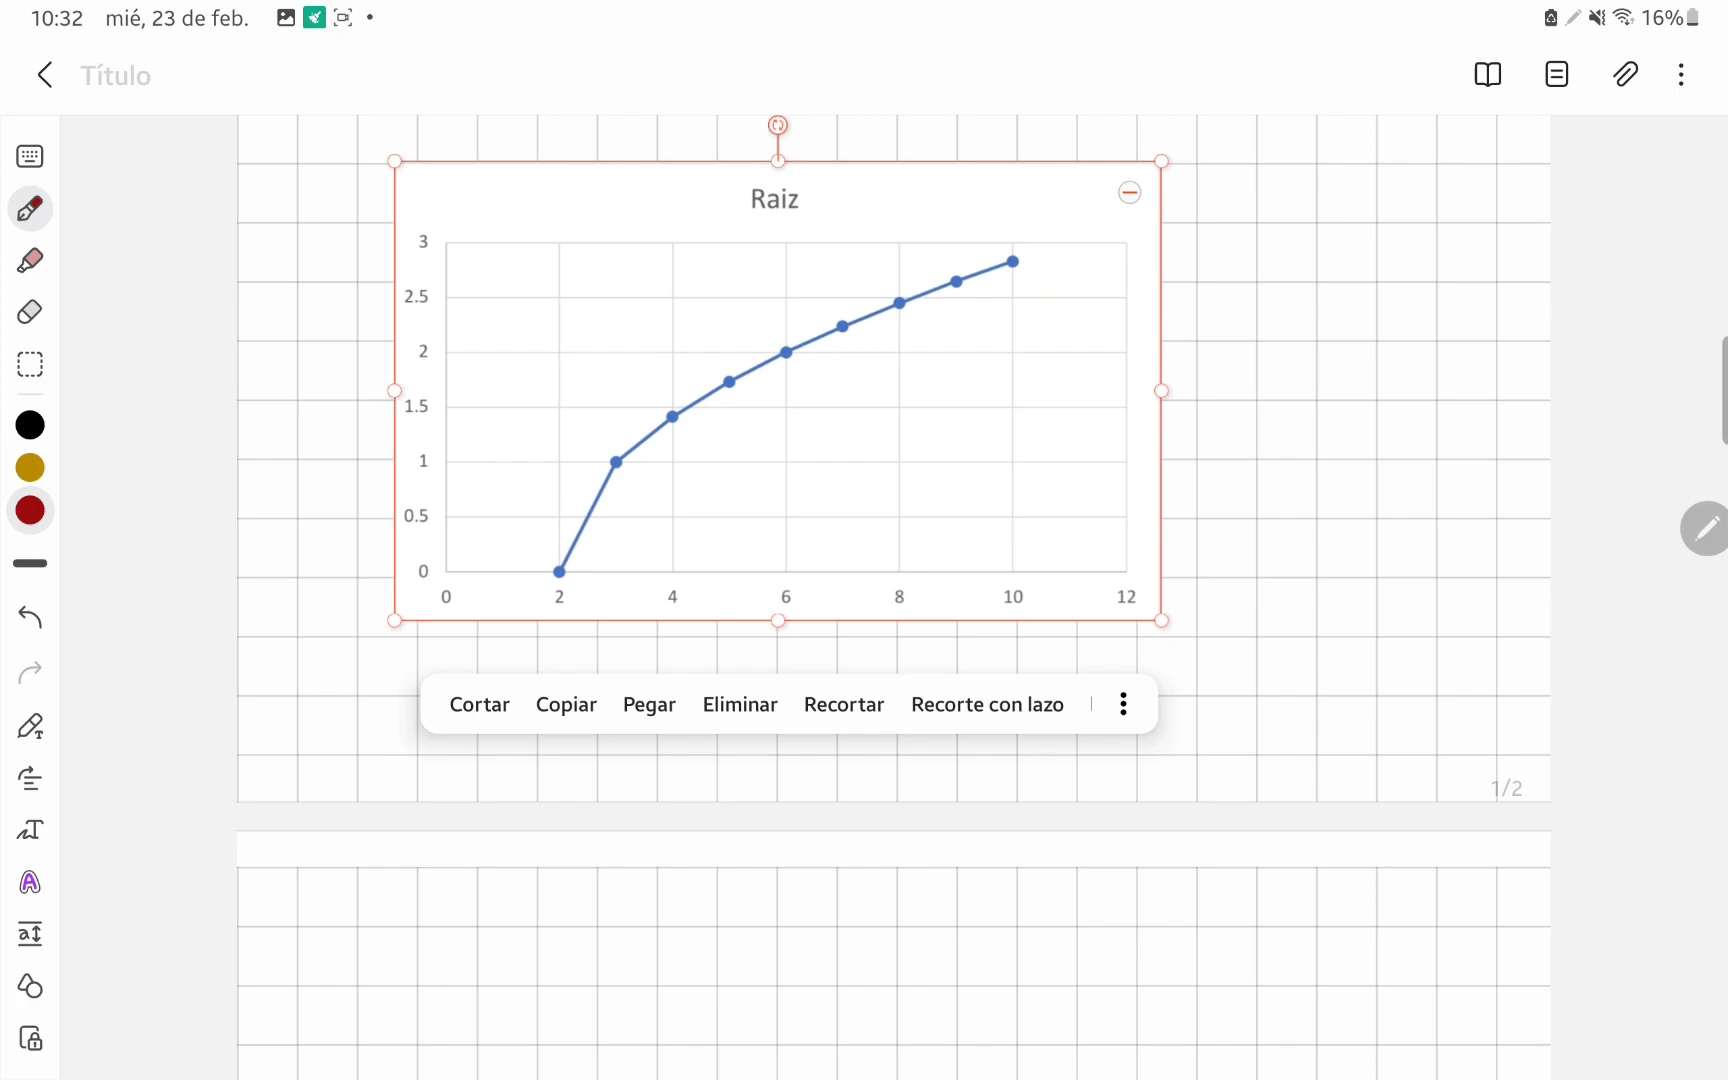 10:32 mié, 23 de feb. 16%
Título
Raiz
3
2.5
2
1.5
1
0.5
0
0 2 4 6 8 10 12
Cortar Copiar Pegar Eliminar Recortar Recorte con lazo
1/2